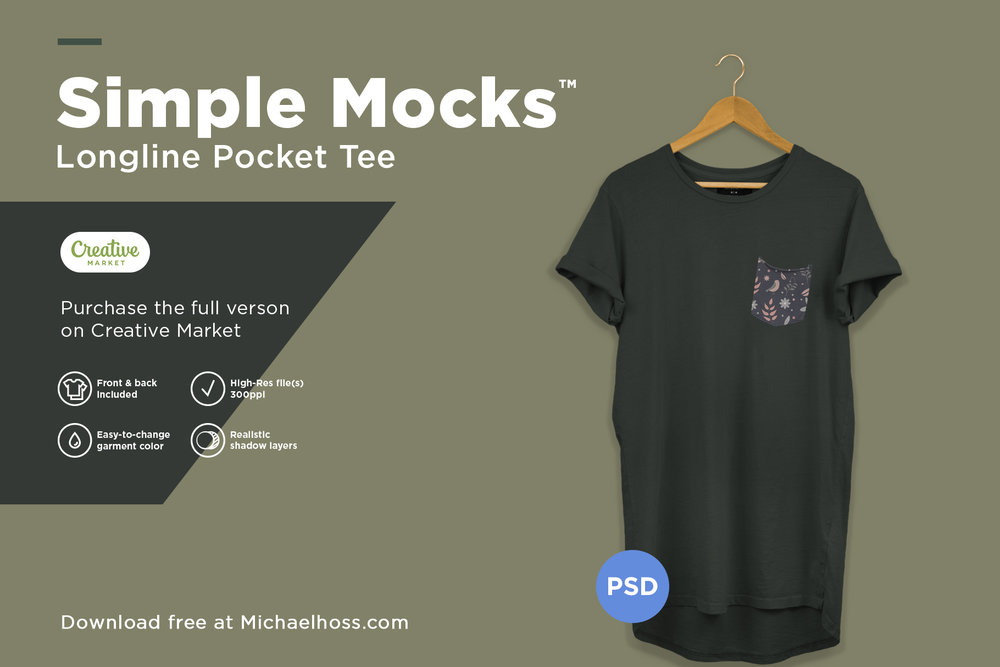 Simple Mocks™
Longline Pocket Tee
Creative
MARKET
Purchase the full verson
on Creative Market
Front & back
Included
High-Res file(s)
300ppi
Easy-to-change
garment color
Realistic
shadow layers
PSD
Download free at Michaelhoss.com